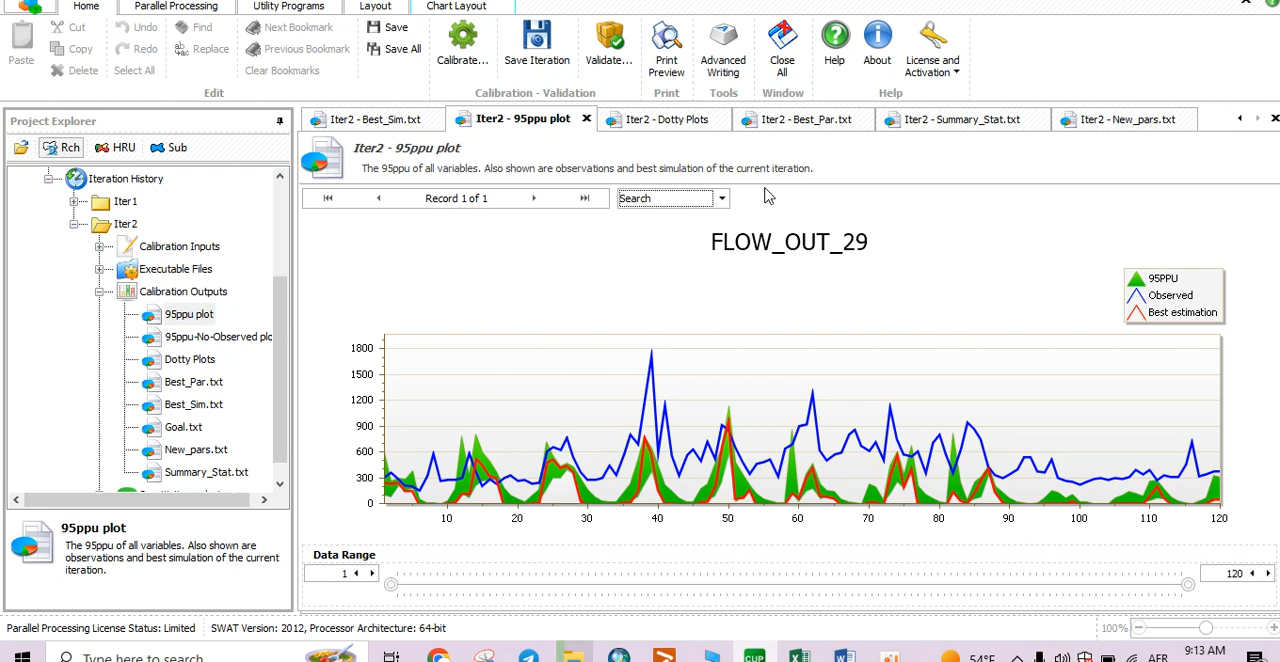 Home Parallel Processing Utility Programs Layout Chart Layout
Cut Undo Find Next Bookmark Save
Copy Redo Replace Previous Bookmark Save All
Paste Delete Select All Clear Bookmarks
Calibrate... Save Iteration Validate... Print Preview Advanced Writing Close All Help About License and Activation
Edit Calibration - Validation Print Tools Window Help
Project Explorer
Iter2 - Best_Sim.txt Iter2 - 95ppu plot Iter2 - Dotty Plots Iter2 - Best_Par.txt Iter2 - Summary_Stat.txt Iter2 - New_pars.txt
Rch HRU Sub
Iteration History
Iter1
Iter2
Calibration Inputs
Executable Files
Calibration Outputs
95ppu plot
95ppu-No-Observed plo
Dotty Plots
Best_Par.txt
Best_Sim.txt
Goal.txt
New_pars.txt
Summary_Stat.txt
95ppu plot
The 95ppu of all variables. Also shown are
observations and best simulation of the current
iteration.
Iter2 - 95ppu plot
The 95ppu of all variables. Also shown are observations and best simulation of the current iteration.
Record 1 of 1 Search
FLOW_OUT_29
95PPU
Observed
Best estimation
1800
1500
1200
900
600
300
0
10 20 30 40 50 60 70 80 90 100 110 120
Data Range
1 120
Parallel Processing License Status: Limited SWAT Version: 2012, Processor Architecture: 64-bit 100%
Type here to search CUP 54°F AFR 9:13 AM